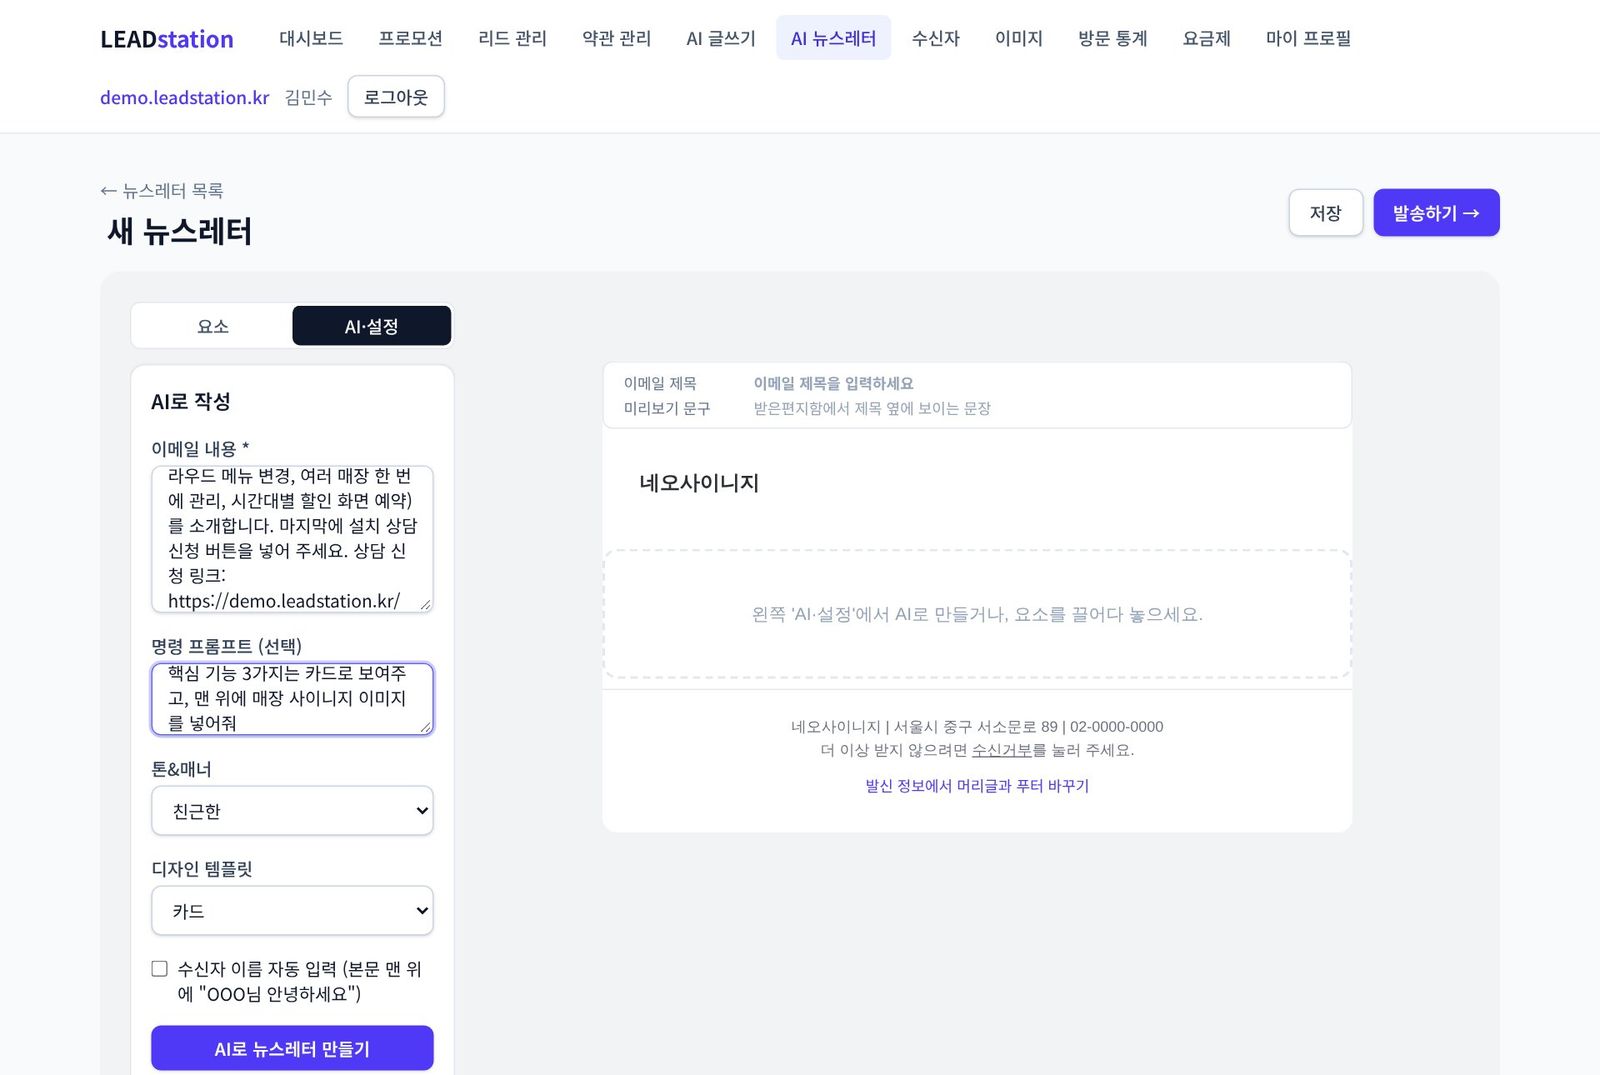 LEADstation
대시보드
프로모션
리드 관리
약관 관리
AI 글쓰기
AI 뉴스레터
수신자
이미지
방문 통계
요금제
마이 프로필
demo.leadstation.kr
김민수
로그아웃
← 뉴스레터 목록
새 뉴스레터
저장
발송하기 →
요소
AI·설정
AI로 작성
이메일 내용 *
라우드 메뉴 변경, 여러 매장 한 번
에 관리, 시간대별 할인 화면 예약)
를 소개합니다. 마지막에 설치 상담
신청 버튼을 넣어 주세요. 상담 신
청 링크:
https://demo.leadstation.kr/
명령 프롬프트 (선택)
핵심 기능 3가지는 카드로 보여주
고, 맨 위에 매장 사이니지 이미지
를 넣어줘
톤&매너
친근한
디자인 템플릿
카드
수신자 이름 자동 입력 (본문 맨 위
에 "OOO님 안녕하세요")
AI로 뉴스레터 만들기
이메일 제목
이메일 제목을 입력하세요
미리보기 문구
받은편지함에서 제목 옆에 보이는 문장
네오사이니지
왼쪽 'AI·설정'에서 AI로 만들거나, 요소를 끌어다 놓으세요.
네오사이니지 | 서울시 중구 서소문로 89 | 02-0000-0000
더 이상 받지 않으려면 수신거부를 눌러 주세요.
발신 정보에서 머리글과 푸터 바꾸기